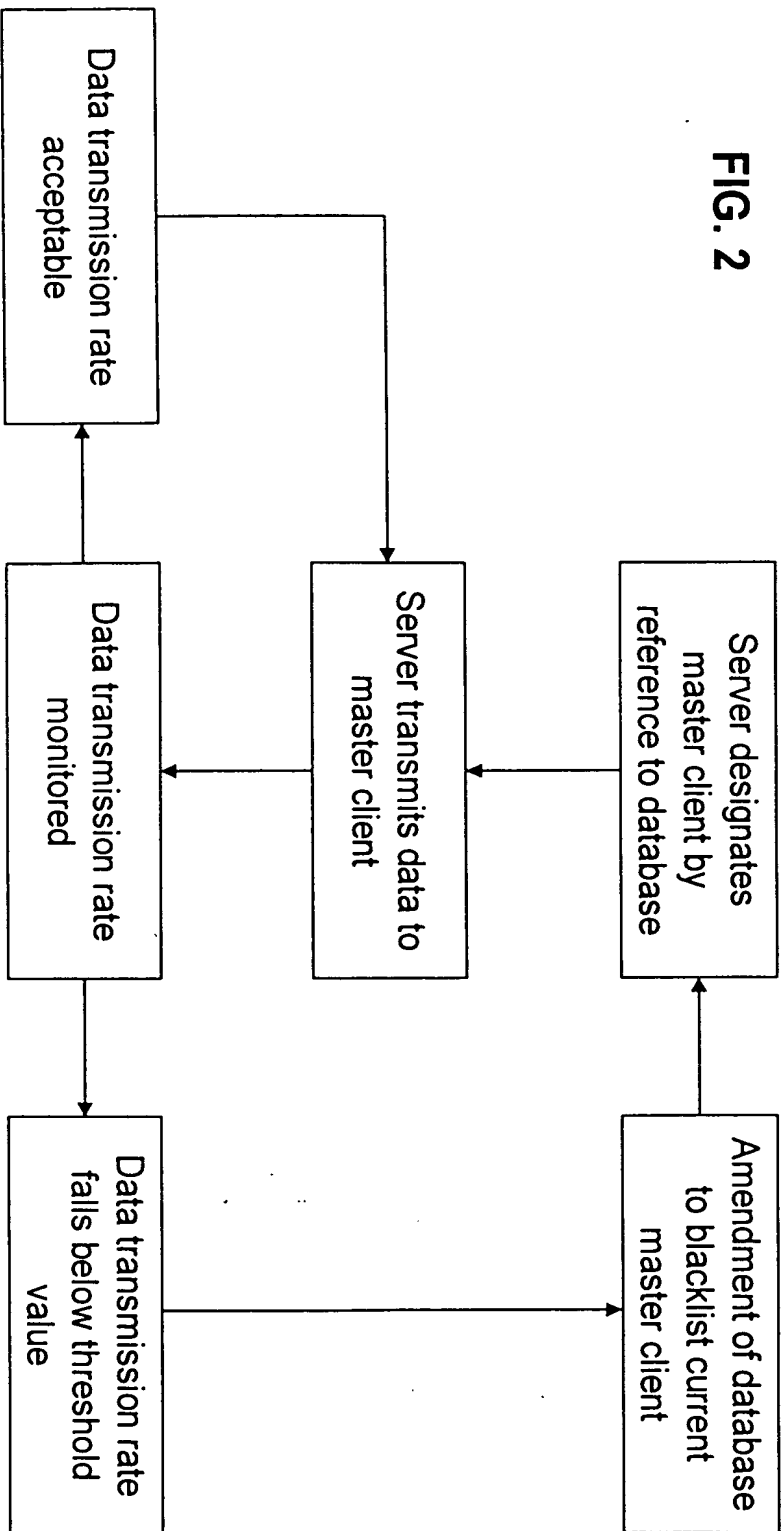 FIG. 2
Server designates
master client by
reference to database
Amendment of database
to blacklist current
master client
Server transmits data to
master client
Data transmission rate
acceptable
Data transmission rate
monitored
Data transmission rate
falls below threshold
value